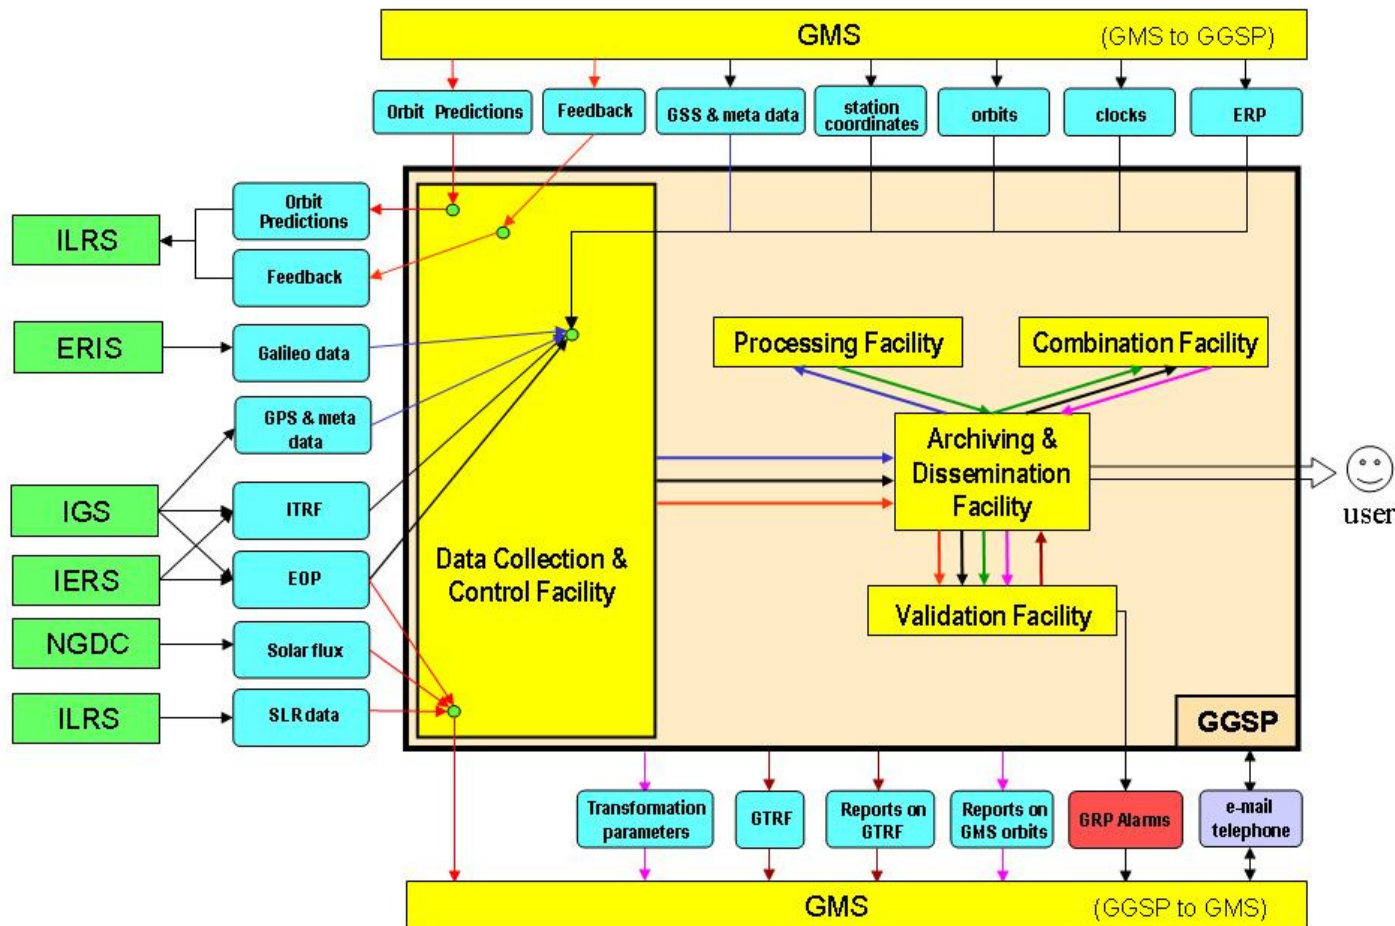 GMS (GMS to GGSP)
Orbit Predictions
Feedback
GSS & meta data
station
coordinates
orbits
clocks
ERP
ILRS
Orbit
Predictions
Feedback
ERIS
Galileo data
GPS & meta
data
IGS
ITRF
IERS
EOP
NGDC
Solar flux
ILRS
SLR data
Data Collection &
Control Facility
Processing Facility
Combination Facility
Archiving &
Dissemination
Facility
Validation Facility
user
GGSP
Transformation
parameters
GTRF
Reports on
GTRF
Reports on
GMS orbits
GRP Alarms
e-mail
telephone
GMS (GGSP to GMS)